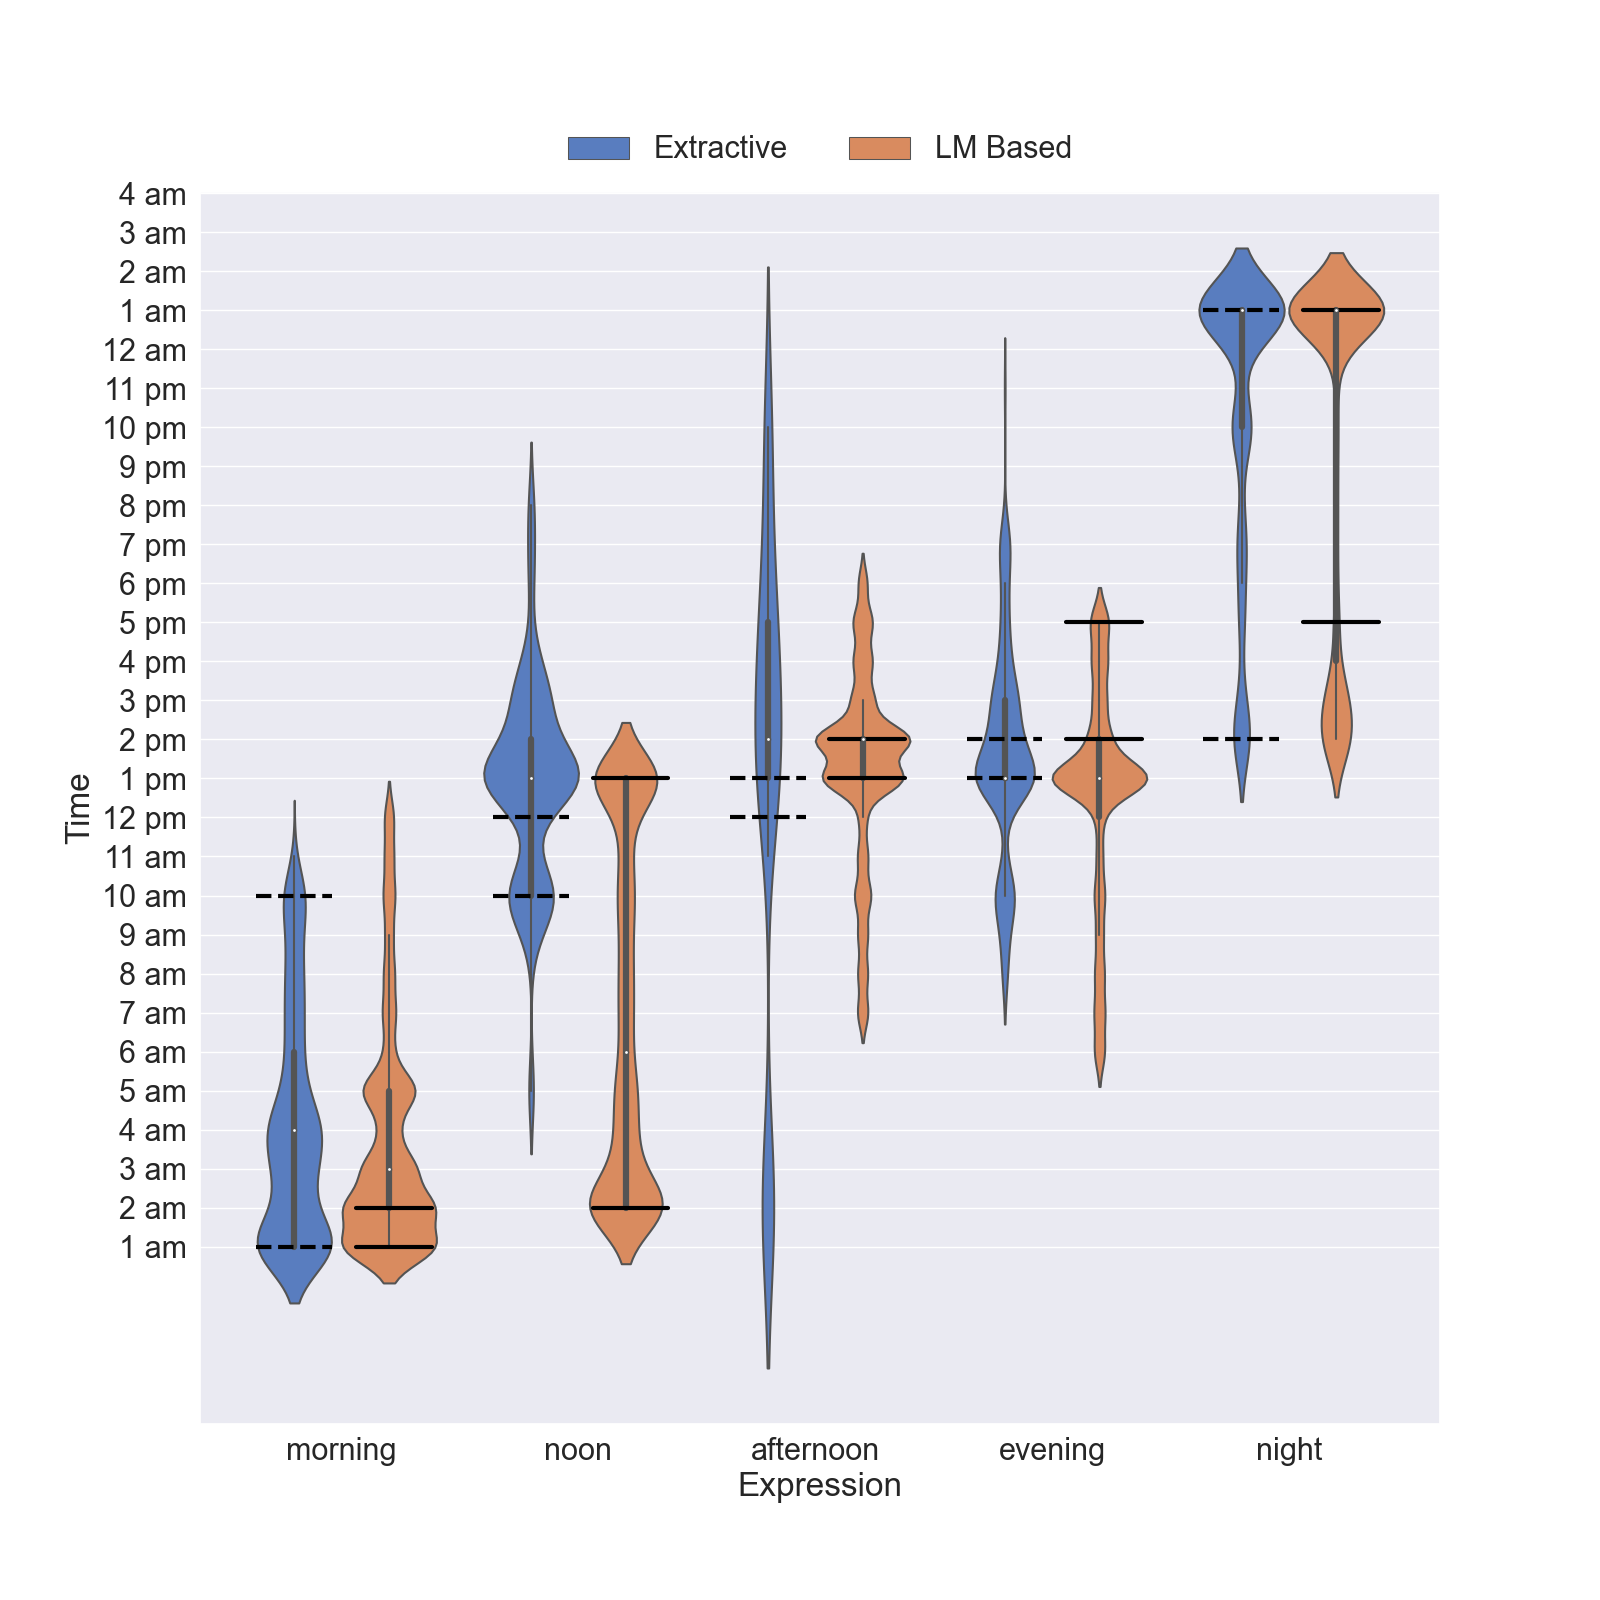 Extractive LM Based
4 am
3 am
2 am
1 am
12 am
11 pm
10 pm
9 pm
8 pm
7 pm
6 pm
5 pm
4 pm
3 pm
2 pm
1 pm
12 pm
11 am
10 am
9 am
8 am
7 am
6 am
5 am
4 am
3 am
2 am
1 am
Time
morning noon afternoon evening night
Expression